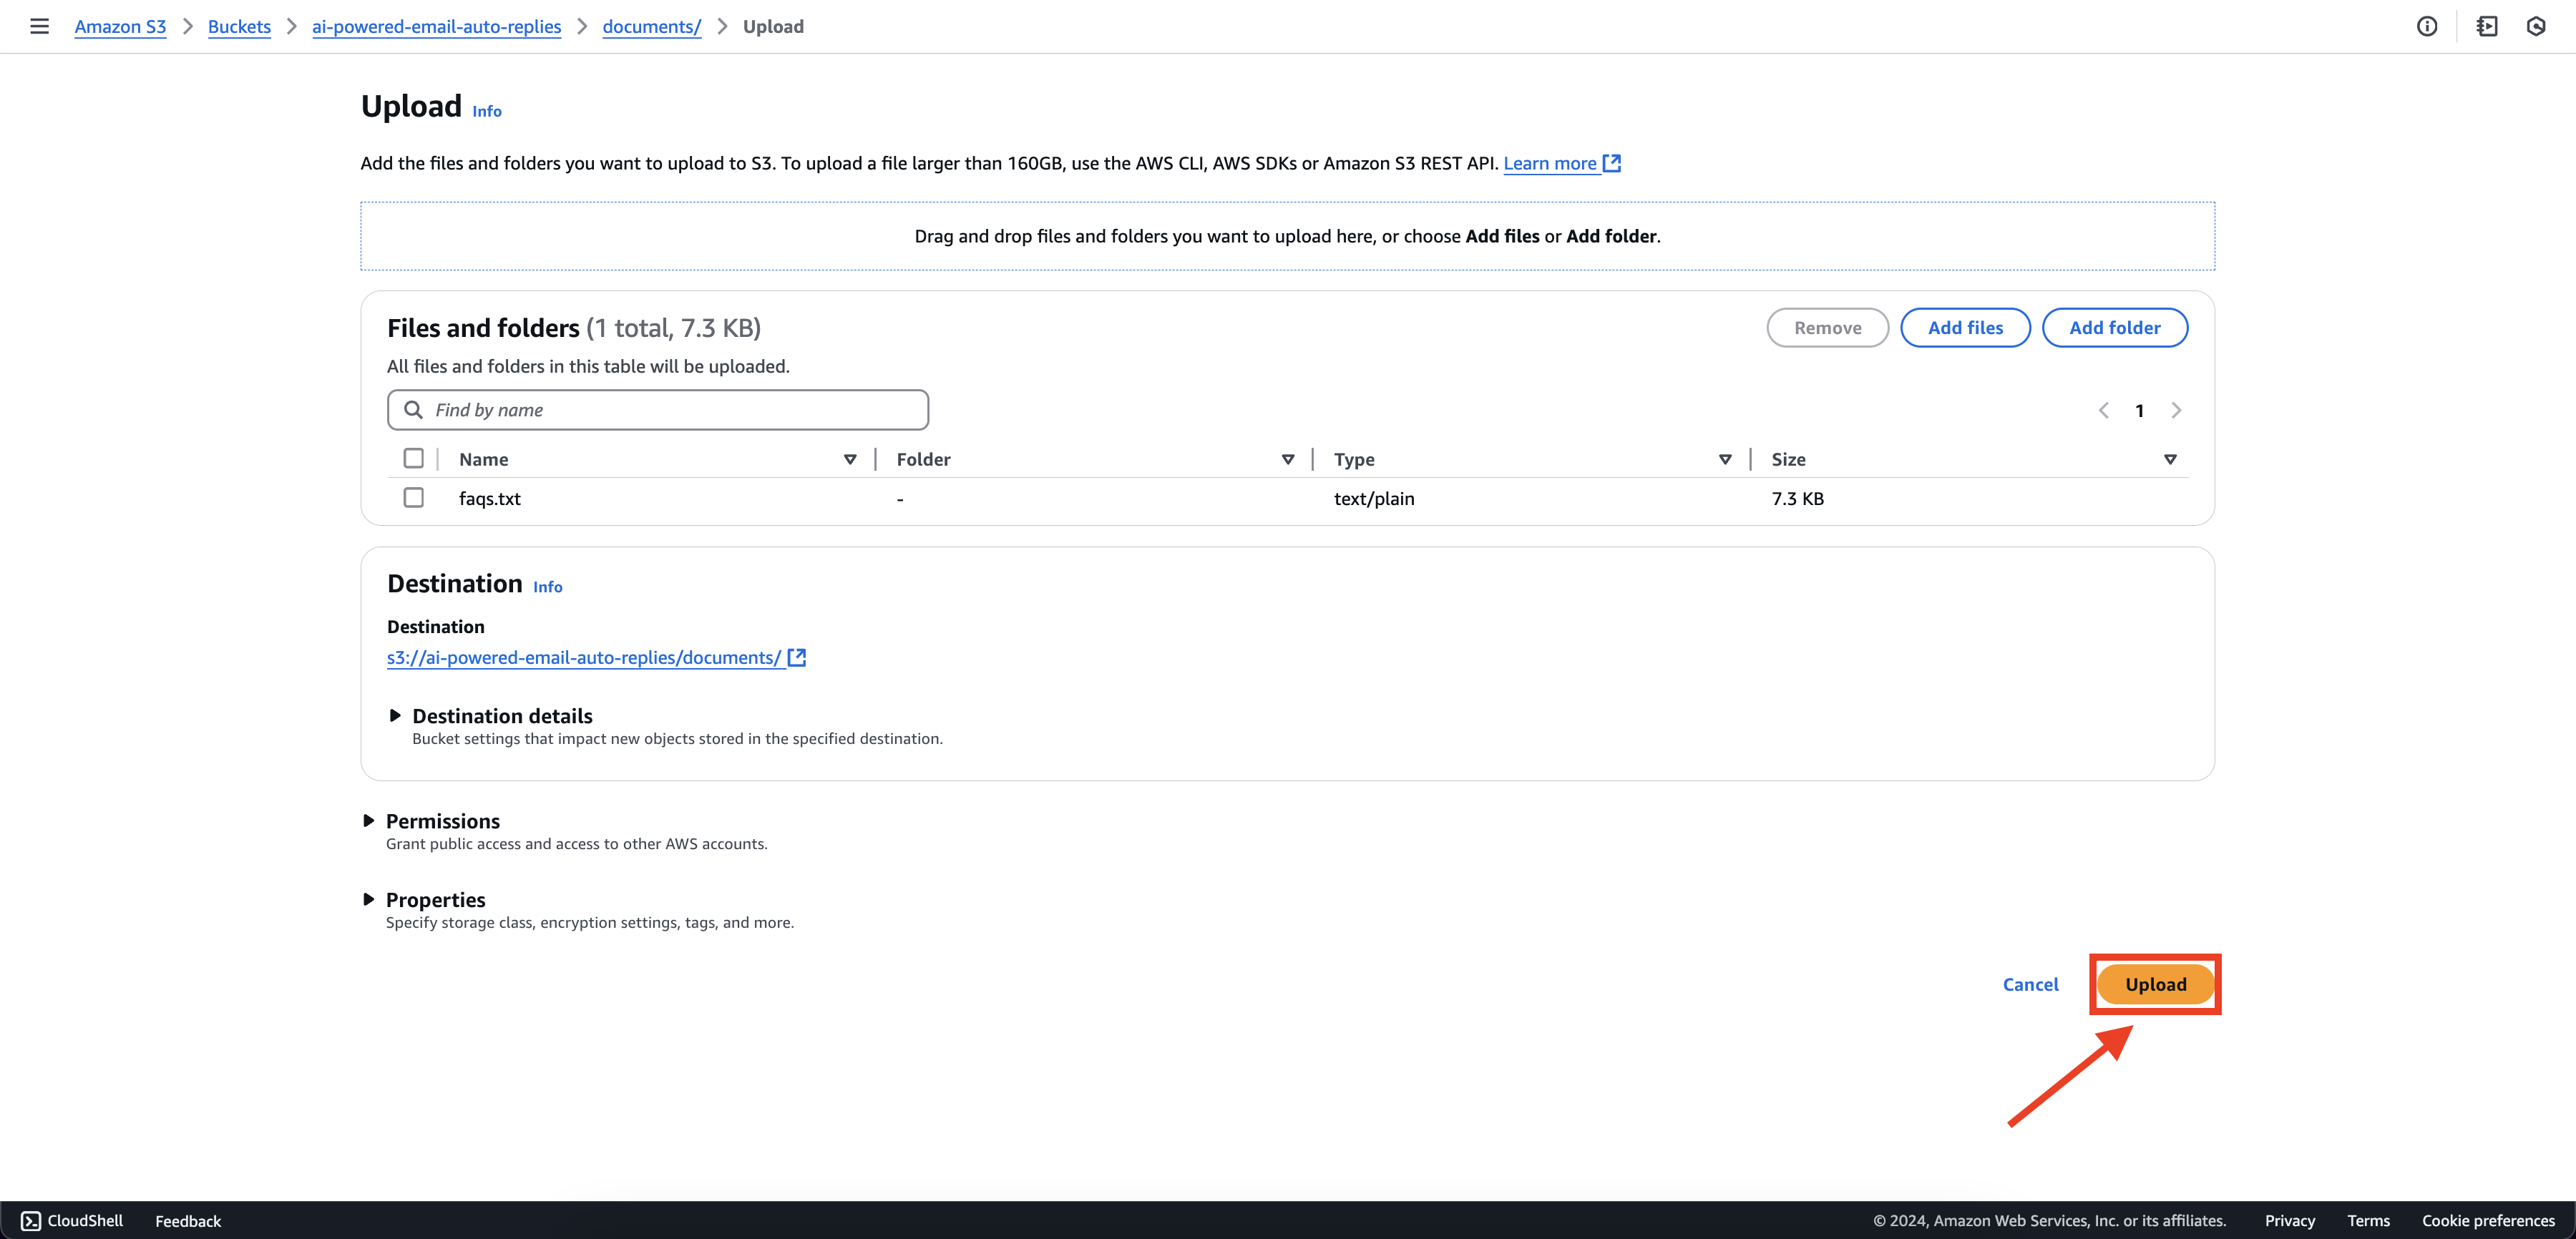 Amazon S3 > Buckets > ai-powered-email-auto-replies > documents/ > Upload
Upload Info
Add the files and folders you want to upload to S3. To upload a file larger than 160GB, use the AWS CLI, AWS SDKs or Amazon S3 REST API. Learn more
Drag and drop files and folders you want to upload here, or choose Add files or Add folder.
Files and folders (1 total, 7.3 KB)
Remove
Add files
Add folder
All files and folders in this table will be uploaded.
Find by name
1
Name Folder Type Size
faqs.txt - text/plain 7.3 KB
Destination Info
Destination
s3://ai-powered-email-auto-replies/documents/
Destination details
Bucket settings that impact new objects stored in the specified destination.
Permissions
Grant public access and access to other AWS accounts.
Properties
Specify storage class, encryption settings, tags, and more.
Cancel Upload
CloudShell Feedback © 2024, Amazon Web Services, Inc. or its affiliates. Privacy Terms Cookie preferences